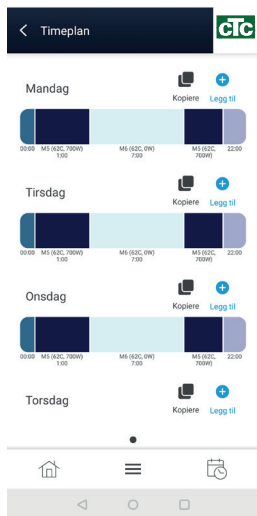 Timeplan
CTC
Mandag
Kopiere Legg til
00:00 M5 (62C, 700W) M6 (62C, 0W) M5 (62C, 22:00
1:00 7:00 700W)
Tirsdag
Kopiere Legg til
00:00 M5 (62C, 700W) M6 (62C, 0W) M5 (62C, 22:00
1:00 7:00 700W)
Onsdag
Kopiere Legg til
00:00 M5 (62C, 700W) M6 (62C, 0W) M5 (62C, 22:00
1:00 7:00 700W)
Torsdag
Kopiere Legg til